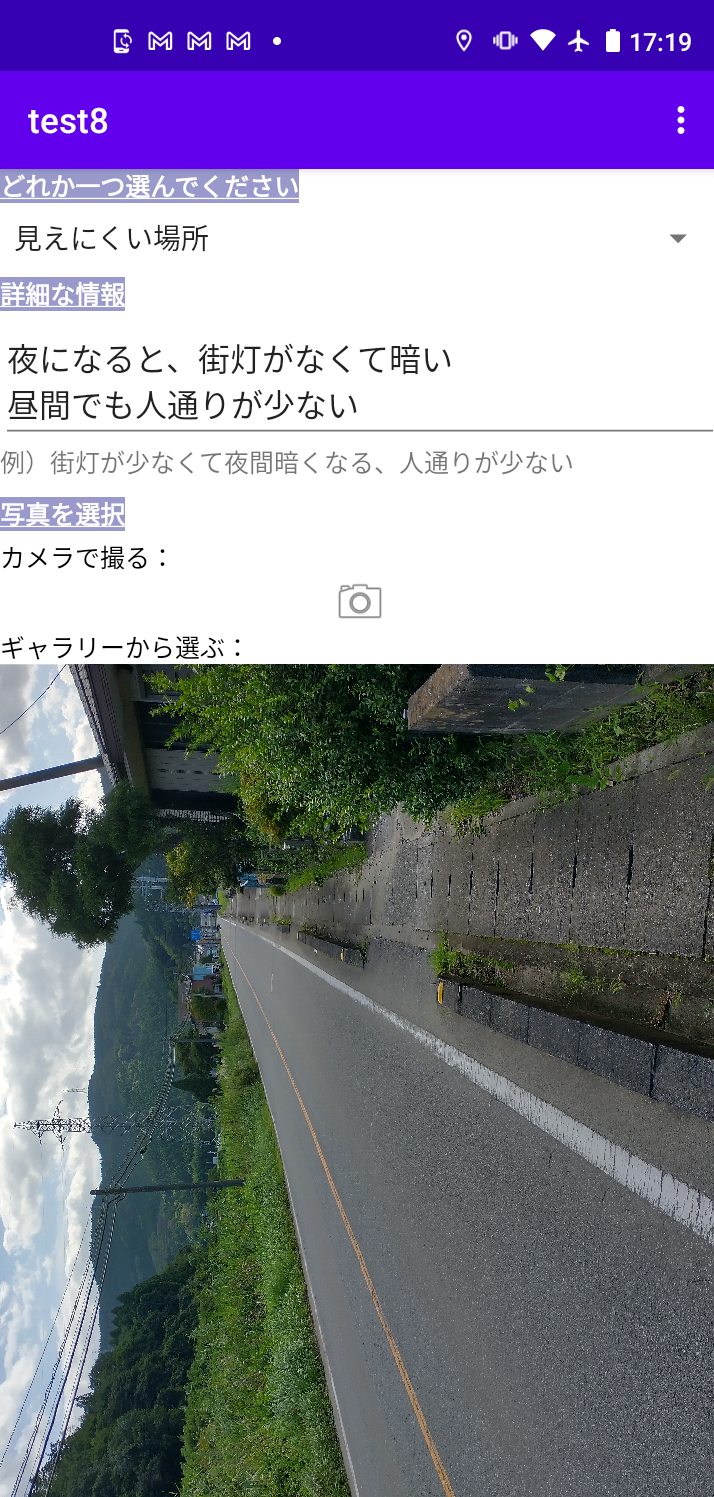 17:19
test8
どれか一つ選んでください
見えにくい場所
詳細な情報
夜になると、街灯がなくて暗い
昼間でも人通りが少ない
例）街灯が少なくて夜間暗くなる、人通りが少ない
写真を選択
カメラで撮る：
ギャラリーから選ぶ：